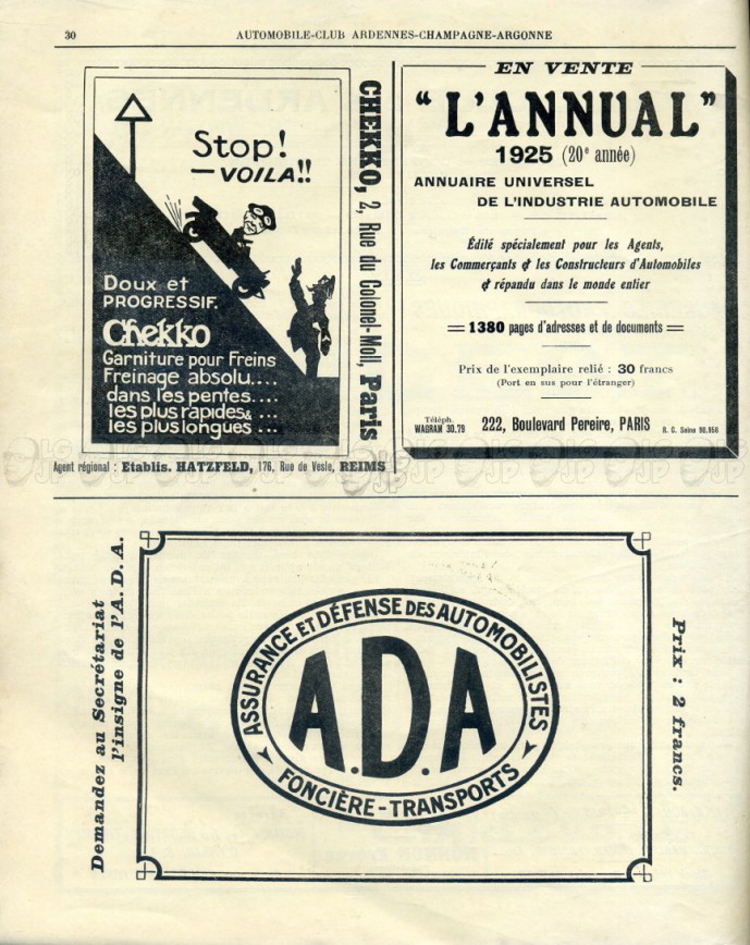 30
AUTOMOBILE-CLUB ARDENNES-CHAMPAGNE-ARGONNE
Stop!
— VOILA!!
Doux et
PROGRESSIF.
Chekko
Garniture pour Freins
Freinage absolu....
dans les pentes....
les plus rapides & ...
les plus longues ...
CHEKKO, 2, Rue du Colonel-Moll, Paris
Agent régional : Etablis. HATZFELD, 176, Rue de Vesle, REIMS
EN VENTE
“ L'ANNUAL ”
1925 (20e année)
ANNUAIRE UNIVERSEL
DE L'INDUSTRIE AUTOMOBILE
Édité spécialement pour les Agents,
les Commerçants & les Constructeurs d'Automobiles
& répandu dans le monde entier
1380 pages d'adresses et de documents
Prix de l'exemplaire relié : 30 francs
(Port en sus pour l'étranger)
Téléph.
WAGRAM 30.79
222, Boulevard Pereire, PARIS
R. C. Seine 90.168
Demandez au Secrétariat
l'insigne de l'A. D. A.
ASSURANCE ET DÉFENSE DES AUTOMOBILISTES
A.D.A
FONCIÈRE - TRANSPORTS
Prix : 2 francs.